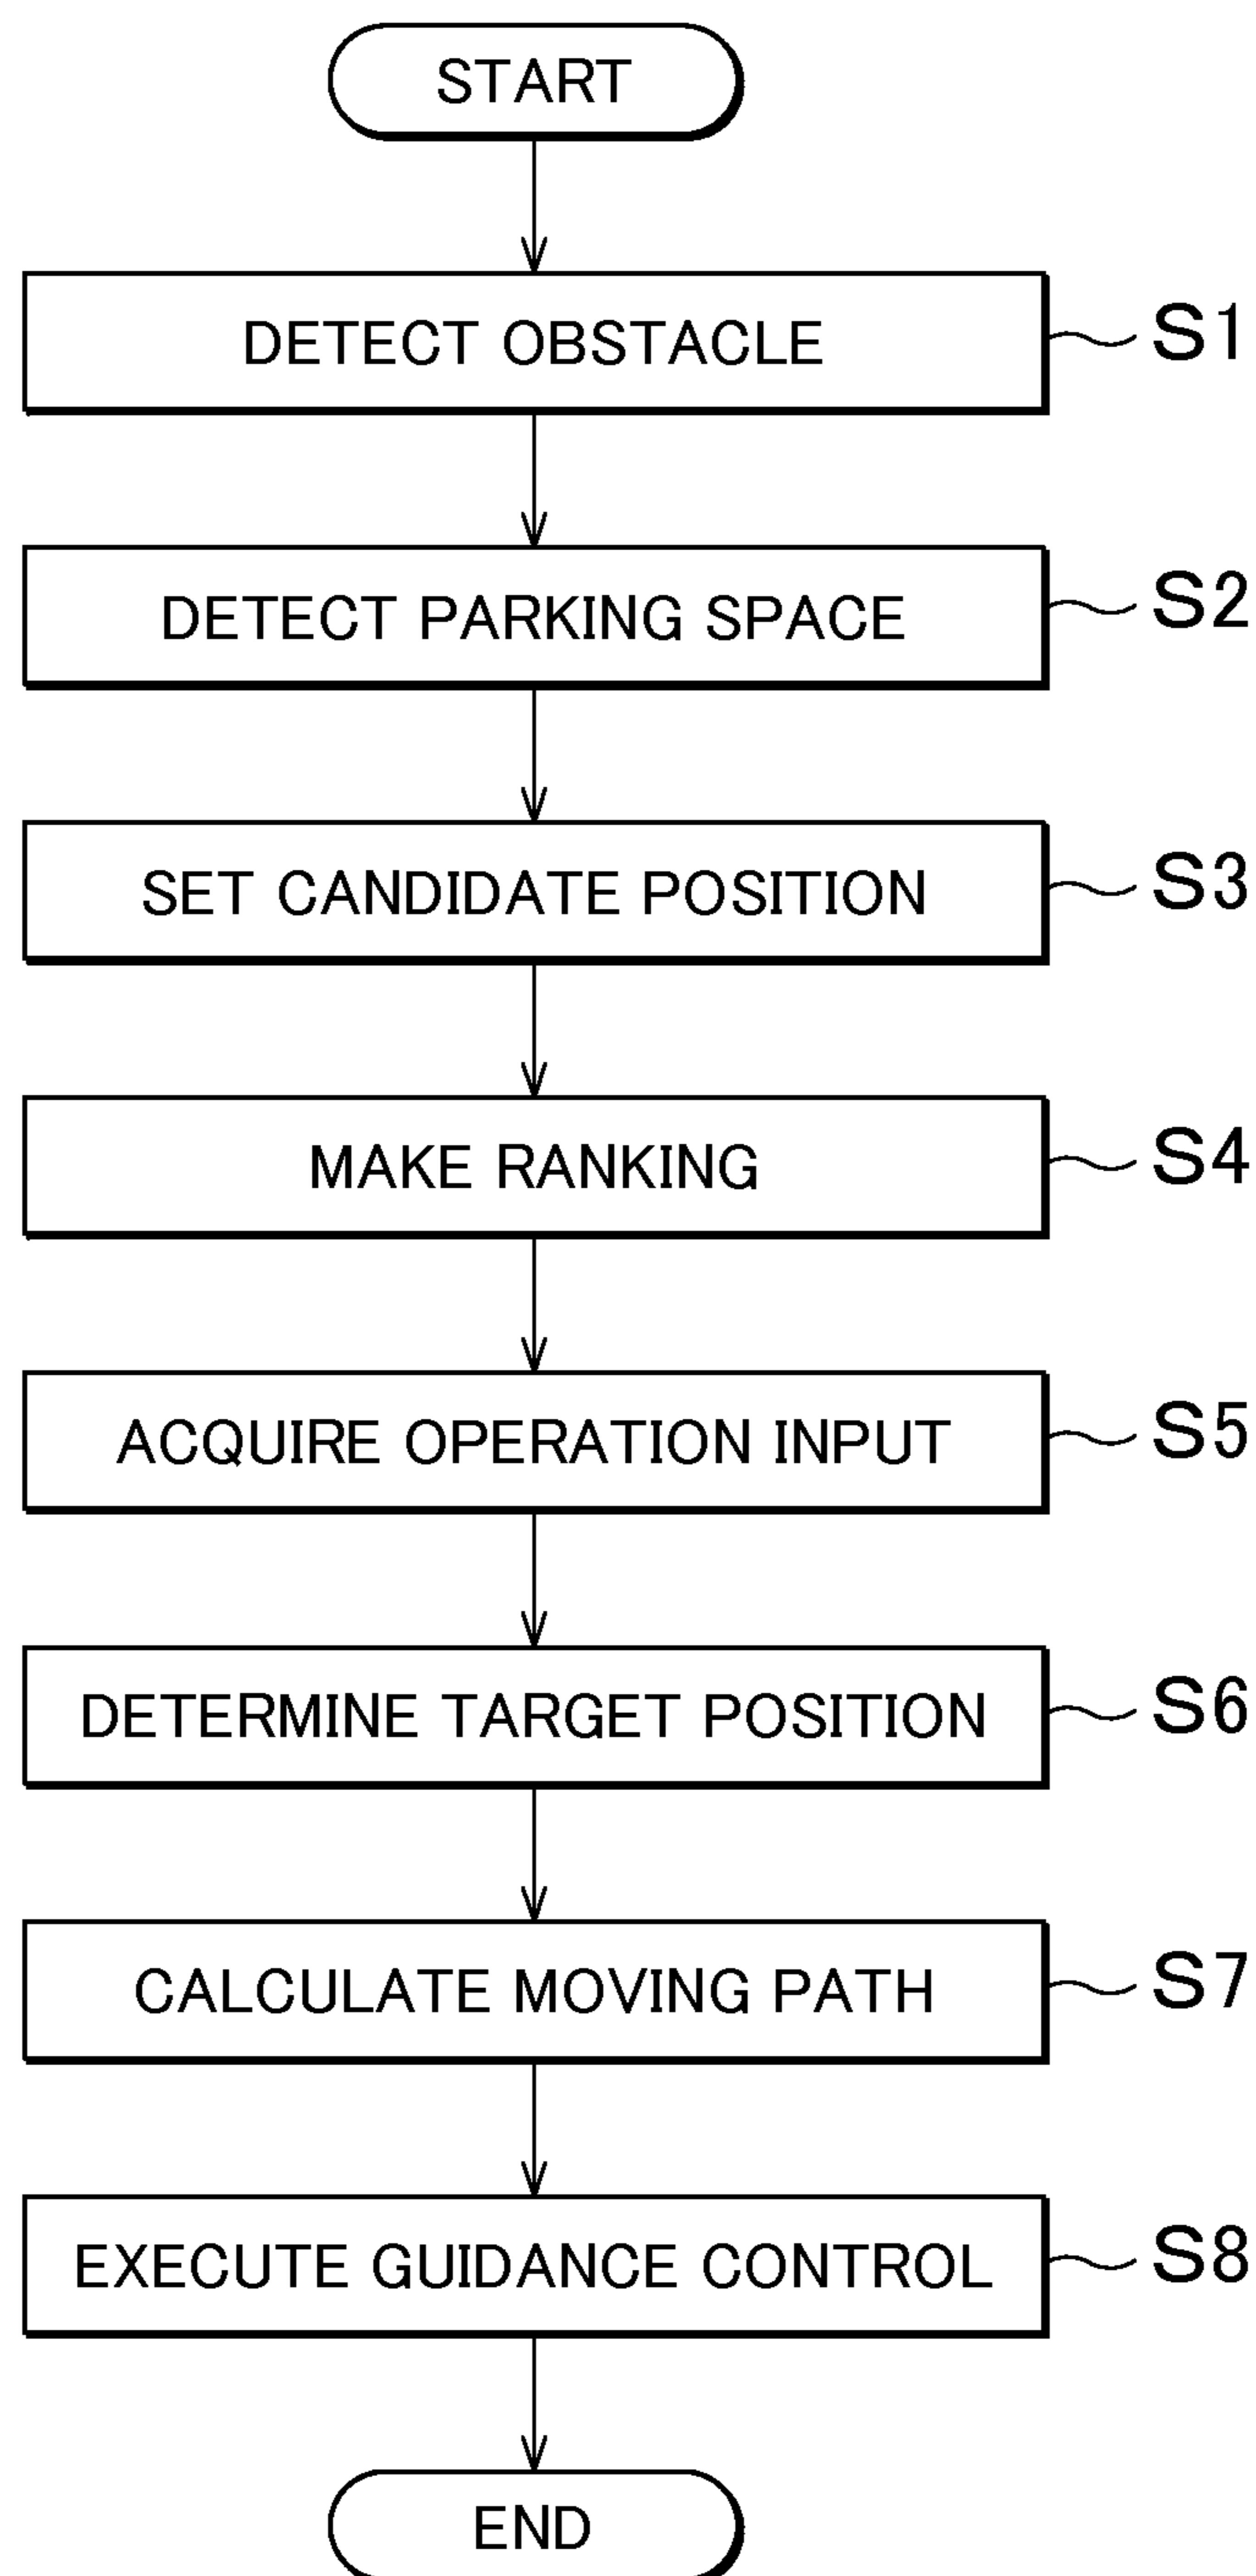 START
DETECT OBSTACLE S1
DETECT PARKING SPACE S2
SET CANDIDATE POSITION S3
MAKE RANKING S4
ACQUIRE OPERATION INPUT S5
DETERMINE TARGET POSITION S6
CALCULATE MOVING PATH S7
EXECUTE GUIDANCE CONTROL S8
END